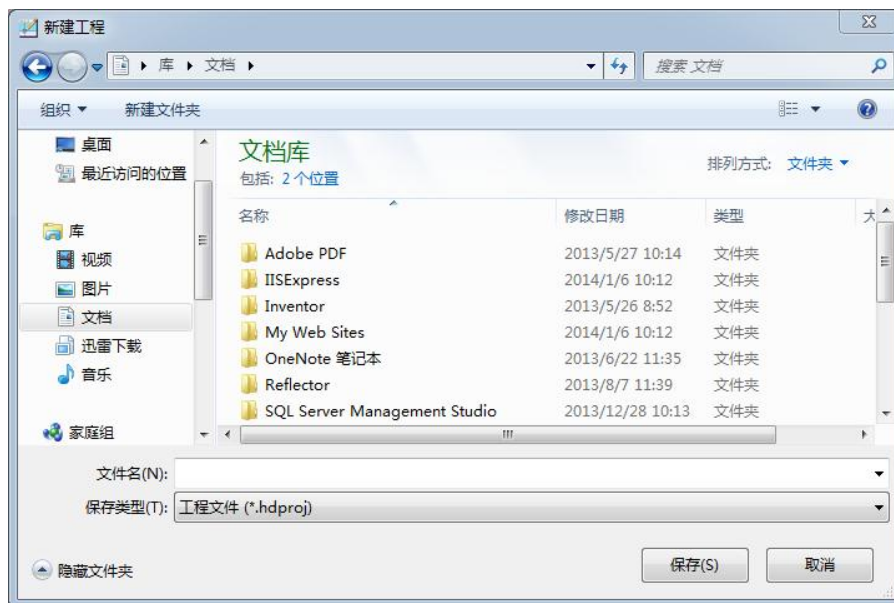 新建工程
库 文档
搜索 文档
组织 新建文件夹
桌面
最近访问的位置
库
视频
图片
文档
迅雷下载
音乐
家庭组
文档库
包括: 2 个位置
排列方式: 文件夹
名称 修改日期 类型 大
Adobe PDF 2013/5/27 10:14 文件夹
IISExpress 2014/1/6 10:12 文件夹
Inventor 2013/5/26 8:52 文件夹
My Web Sites 2014/1/6 10:12 文件夹
OneNote 笔记本 2013/6/22 11:35 文件夹
Reflector 2013/8/7 11:39 文件夹
SQL Server Management Studio 2013/12/28 10:13 文件夹
文件名(N):
保存类型(T): 工程文件 (*.hdproj)
隐藏文件夹
保存(S) 取消